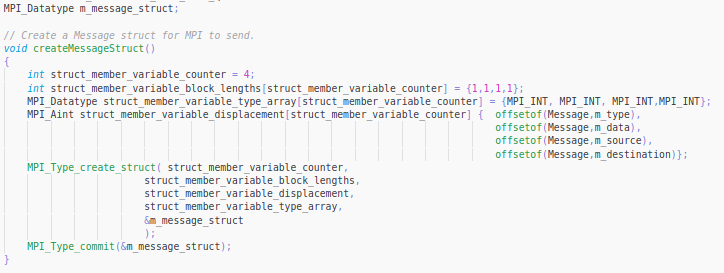 MPI_Datatype m_message_struct;
// Create a Message struct for MPI to send.
void createMessageStruct()
{
int struct_member_variable_counter = 4;
int struct_member_variable_block_lengths[struct_member_variable_counter] = {1,1,1,1};
MPI_Datatype struct_member_variable_type_array[struct_member_variable_counter] = {MPI_INT, MPI_INT, MPI_INT,MPI_INT};
MPI_Aint struct_member_variable_displacement[struct_member_variable_counter] {  offsetof(Message,m_type),
offsetof(Message,m_data),
offsetof(Message,m_source),
offsetof(Message,m_destination)};
MPI_Type_create_struct( struct_member_variable_counter,
struct_member_variable_block_lengths,
struct_member_variable_displacement,
struct_member_variable_type_array,
&m_message_struct
);
MPI_Type_commit(&m_message_struct);
}